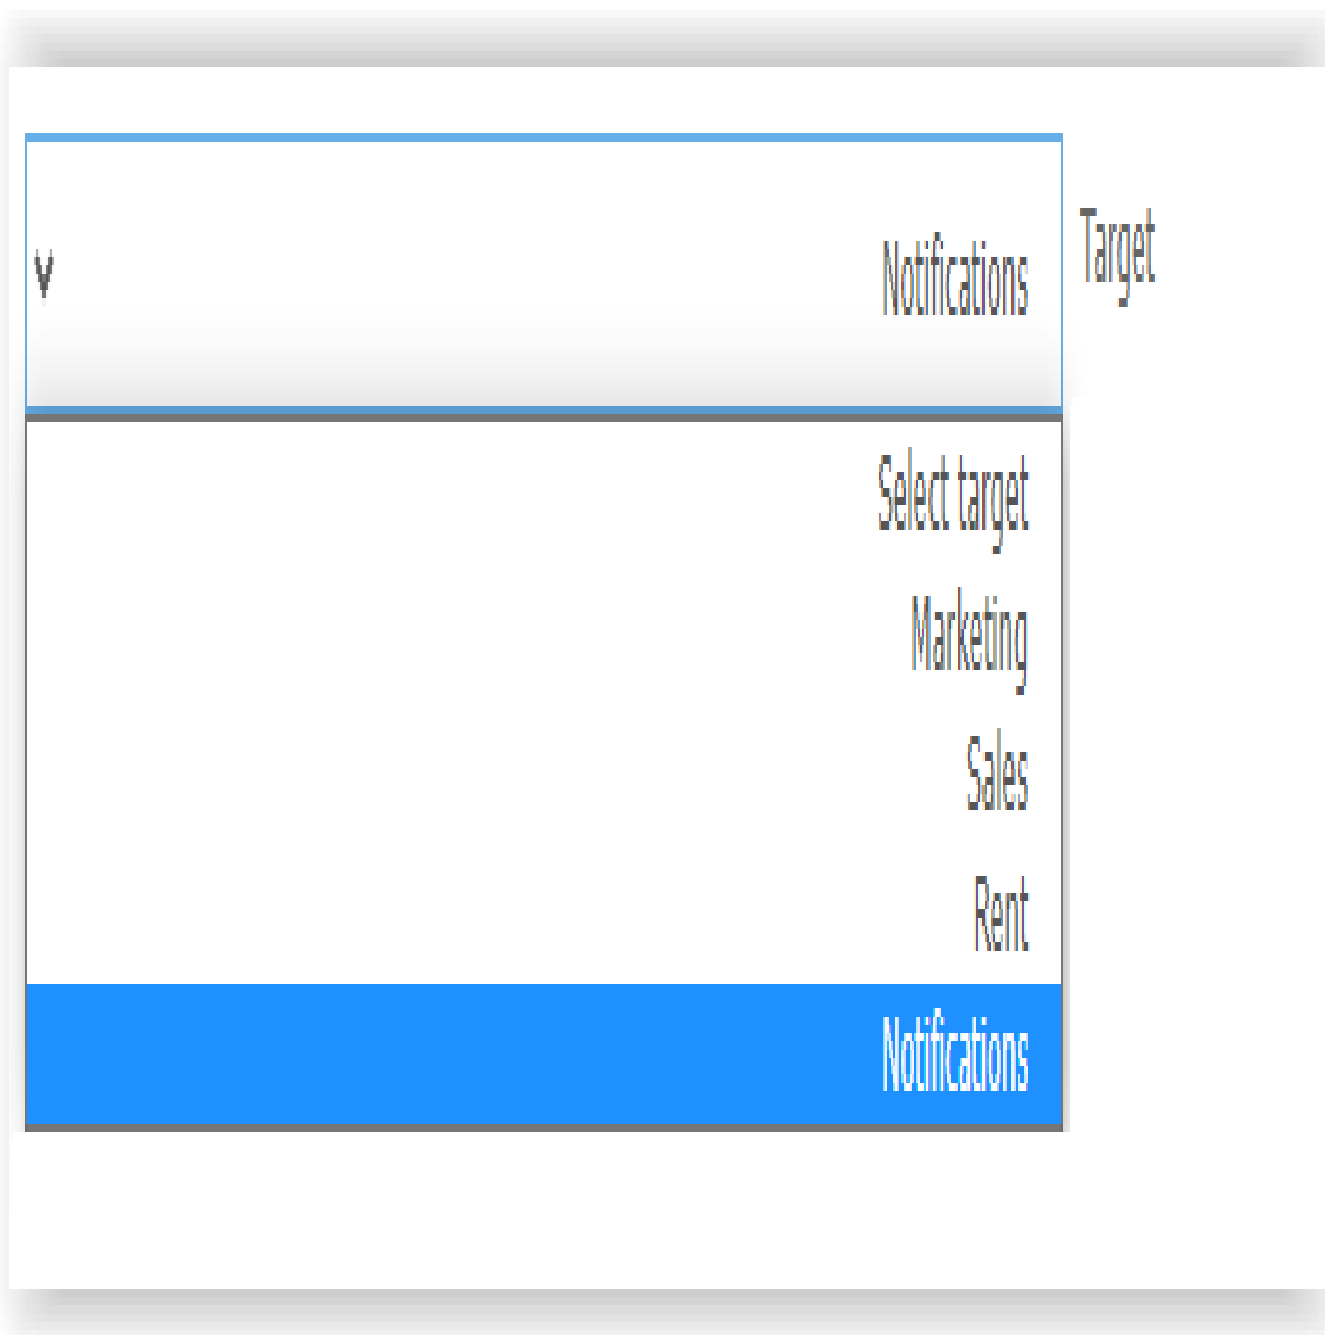 Target
Notifications
Select target
Marketing
Sales
Rent
Notifications